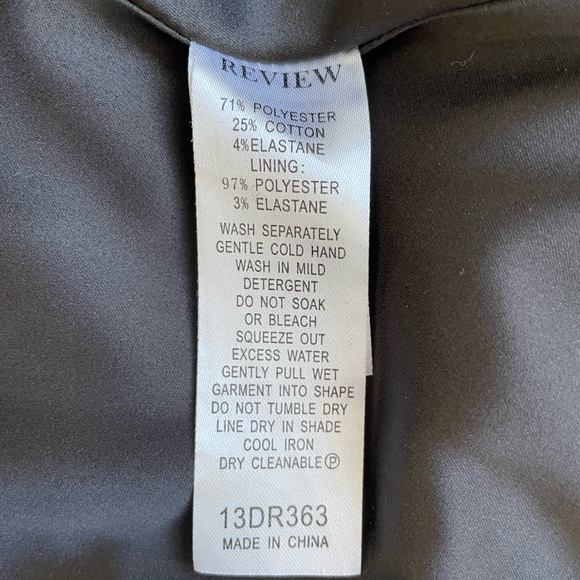 REVIEW
71% POLYESTER
25% COTTON
4% ELASTANE
LINING:
97% POLYESTER
3% ELASTANE
WASH SEPARATELY
GENTLE COLD HAND
WASH IN MILD
DETERGENT
DO NOT SOAK
OR BLEACH
SQUEEZE OUT
EXCESS WATER
GENTLY PULL WET
GARMENT INTO SHAPE
DO NOT TUMBLE DRY
LINE DRY IN SHADE
COOL IRON
DRY CLEANABLE Ⓟ
13DR363
MADE IN CHINA